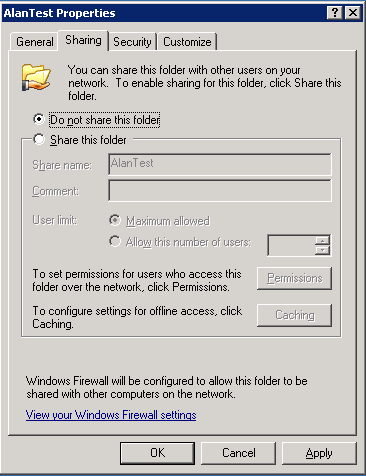 AlanTest Properties
General Sharing Security Customize
You can share this folder with other users on your
network. To enable sharing for this folder, click Share this
folder.
Do not share this folder
Share this folder
Share name: AlanTest
Comment:
User limit: Maximum allowed
Allow this number of users:
To set permissions for users who access this
folder over the network, click Permissions.
Permissions
To configure settings for offline access, click
Caching.
Caching
Windows Firewall will be configured to allow this folder to be
shared with other computers on the network.
View your Windows Firewall settings
OK Cancel Apply